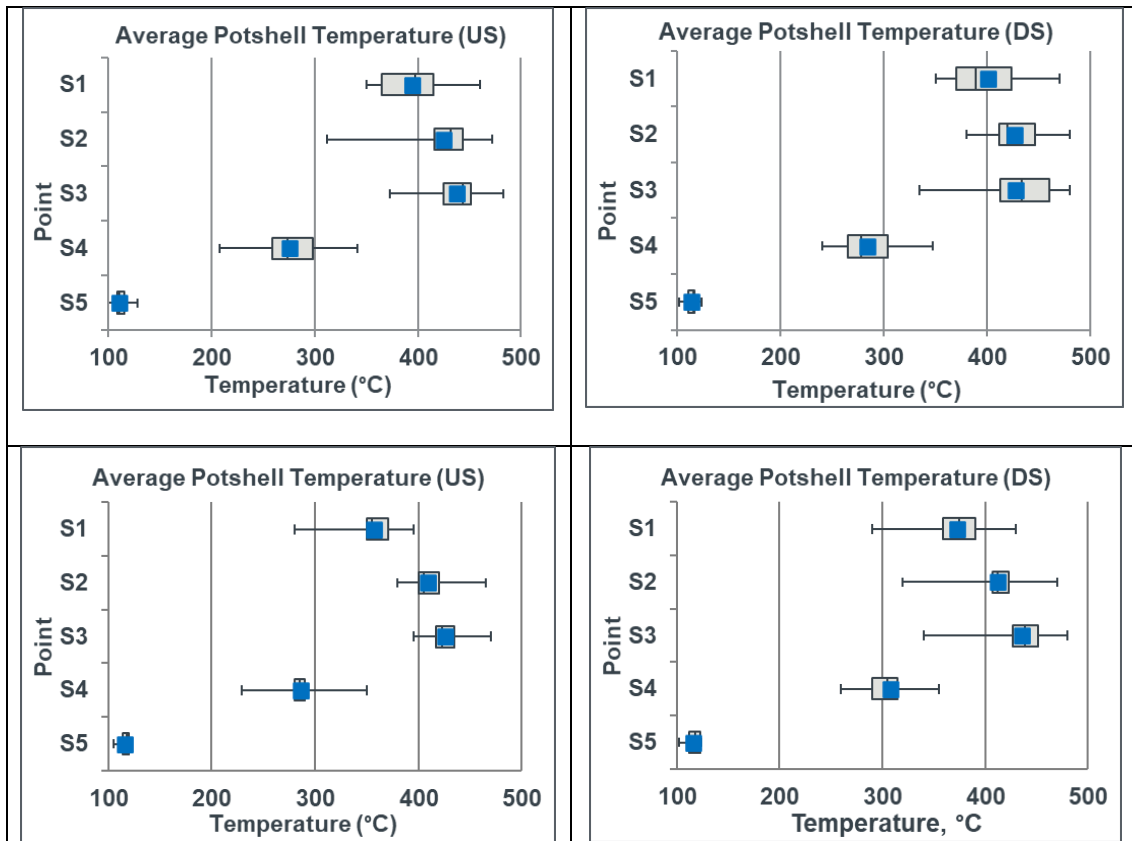 Average Potshell Temperature (US)
S1
S2
S3
S4
S5
Point
100 200 300 400 500
Temperature (°C)
Average Potshell Temperature (DS)
S1
S2
S3
S4
S5
Point
100 200 300 400 500
Temperature (°C)
Average Potshell Temperature (US)
S1
S2
S3
S4
S5
Point
100 200 300 400 500
Temperature (°C)
Average Potshell Temperature (DS)
S1
S2
S3
S4
S5
Point
100 200 300 400 500
Temperature, °C